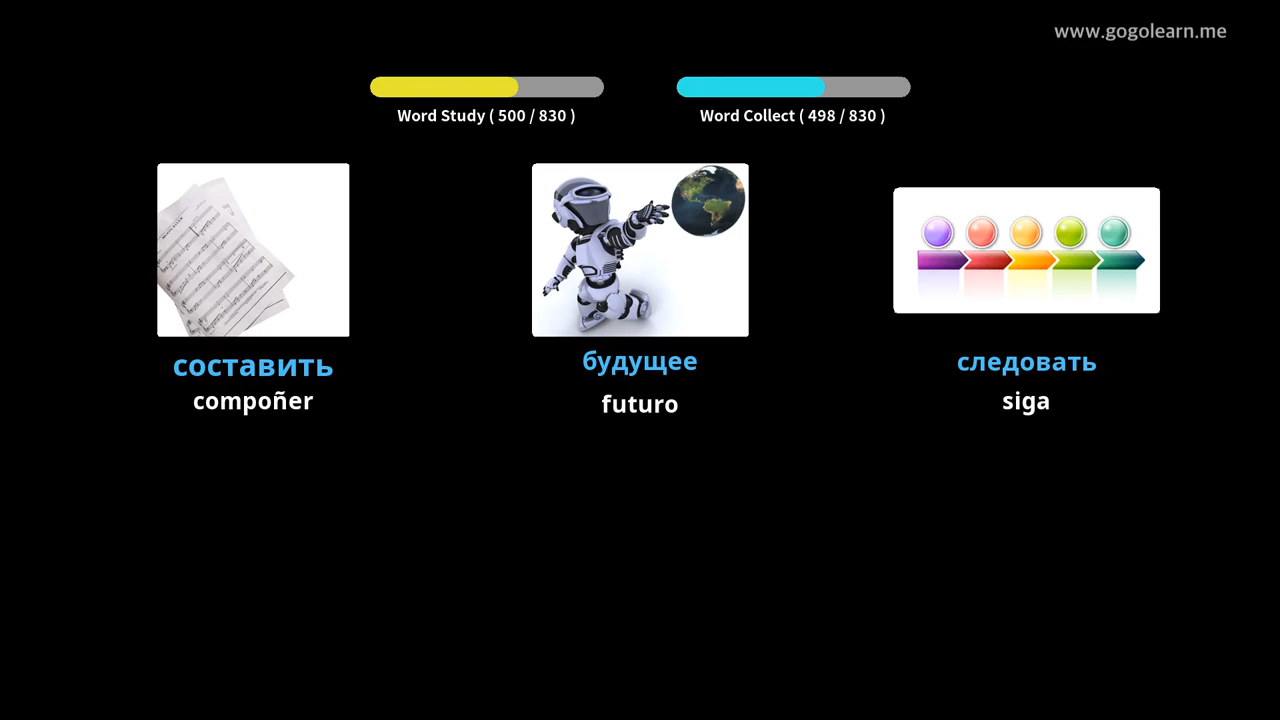 www.gogolearn.me
Word Study ( 500 / 830 )
Word Collect ( 498 / 830 )
составить
compoñer
будущее
futuro
следовать
siga